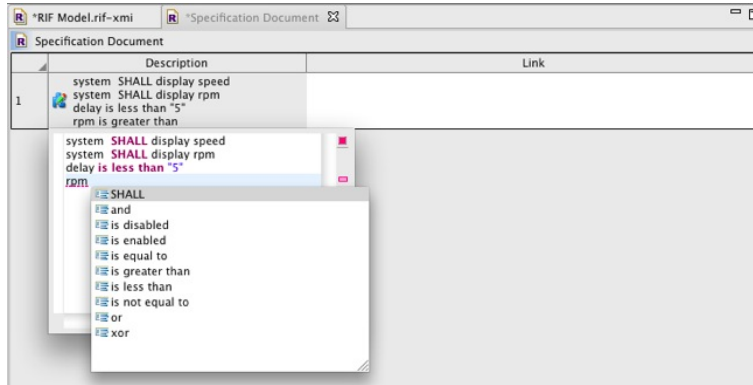 *RIF Model.rif-xmi
*Specification Document
Specification Document
Description Link
system SHALL display speed
system SHALL display rpm
1
delay is less than "5"
rpm is greater than
system SHALL display speed
system SHALL display rpm
delay is less than "5"
rpm
SHALL
and
is disabled
is enabled
is equal to
is greater than
is less than
is not equal to
or
xor